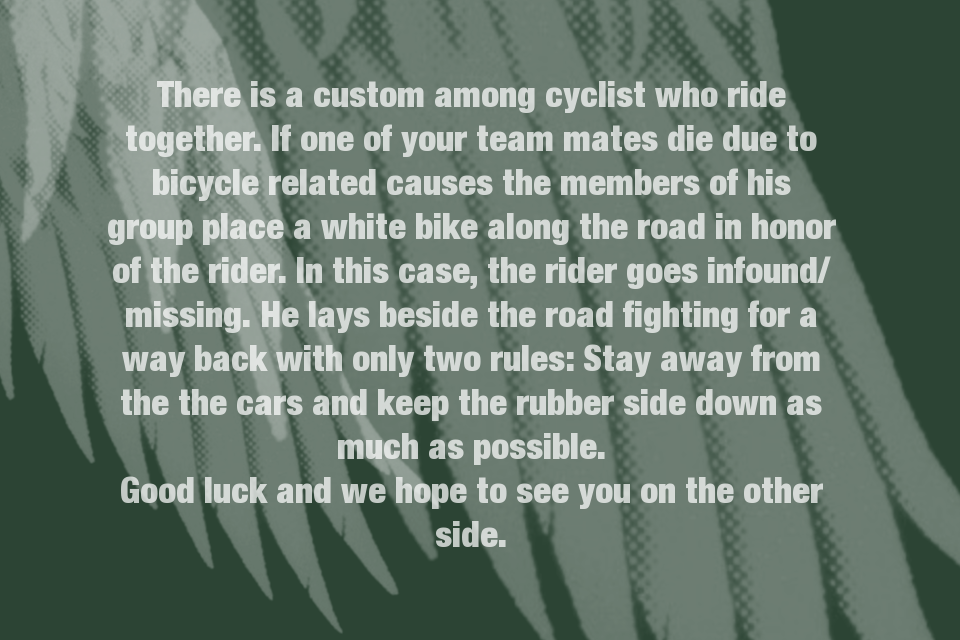 There is a custom among cyclist who ride
together. If one of your team mates die due to
bicycle related causes the members of his
group place a white bike along the road in honor
of the rider. In this case, the rider goes infound/
missing. He lays beside the road fighting for a
way back with only two rules: Stay away from
the the cars and keep the rubber side down as
much as possible.
Good luck and we hope to see you on the other
side.